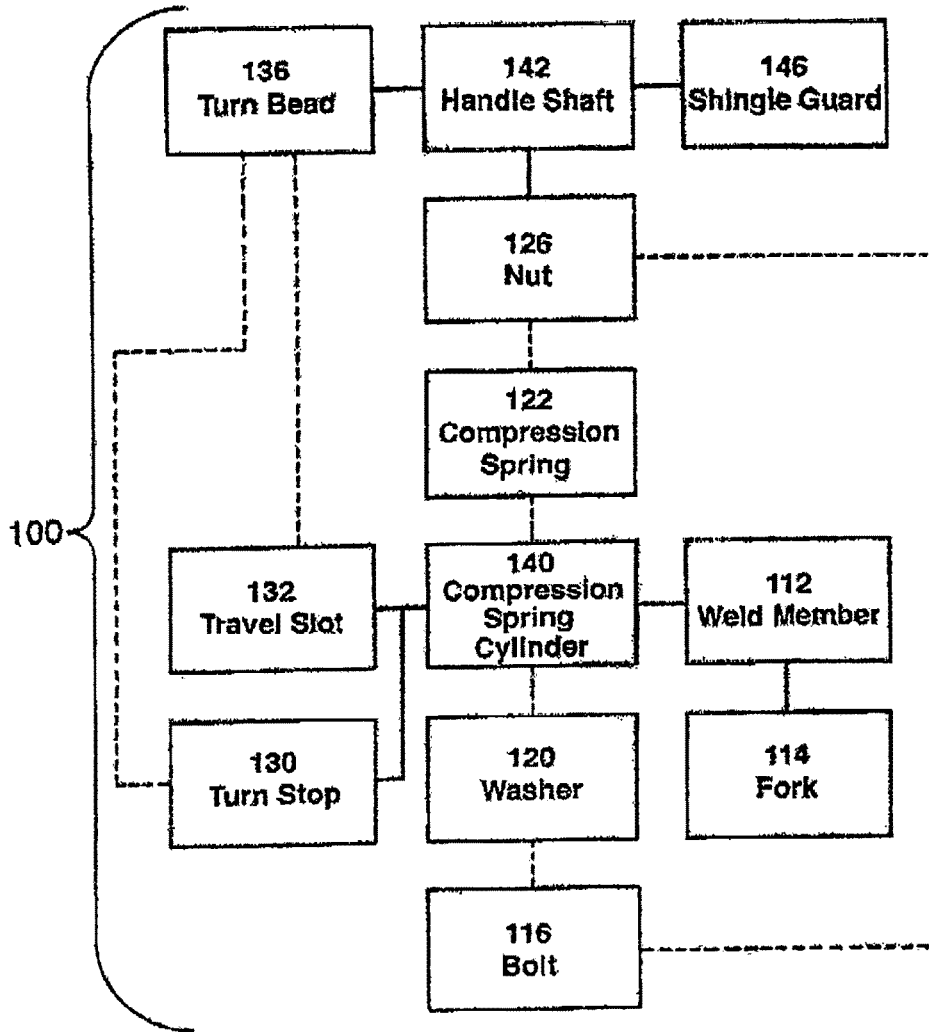 136
Turn Bead
142
Handle Shaft
146
Shingle Guard
126
Nut
122
Compression
Spring
100
132
Travel Slot
140
Compression
Spring
Cylinder
112
Weld Member
130
Turn Stop
120
Washer
114
Fork
116
Bolt